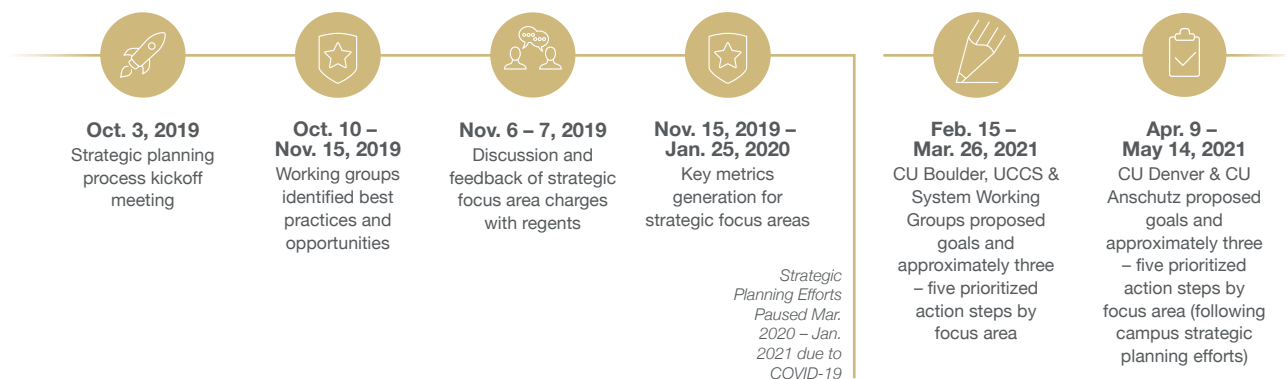 Oct. 3, 2019
Strategic planning
process kickoff
meeting
Oct. 10 –
Nov. 15, 2019
Working groups
identified best
practices and
opportunities
Nov. 6 – 7, 2019
Discussion and
feedback of strategic
focus area charges
with regents
Nov. 15, 2019 –
Jan. 25, 2020
Key metrics
generation for
strategic focus areas
Strategic
Planning Efforts
Paused Mar.
2020 – Jan.
2021 due to
COVID-19
Feb. 15 –
Mar. 26, 2021
CU Boulder, UCCS &
System Working
Groups proposed
goals and
approximately three
– five prioritized
action steps by
focus area
Apr. 9 –
May 14, 2021
CU Denver & CU
Anschutz proposed
goals and
approximately three
– five prioritized
action steps by
focus area (following
campus strategic
planning efforts)